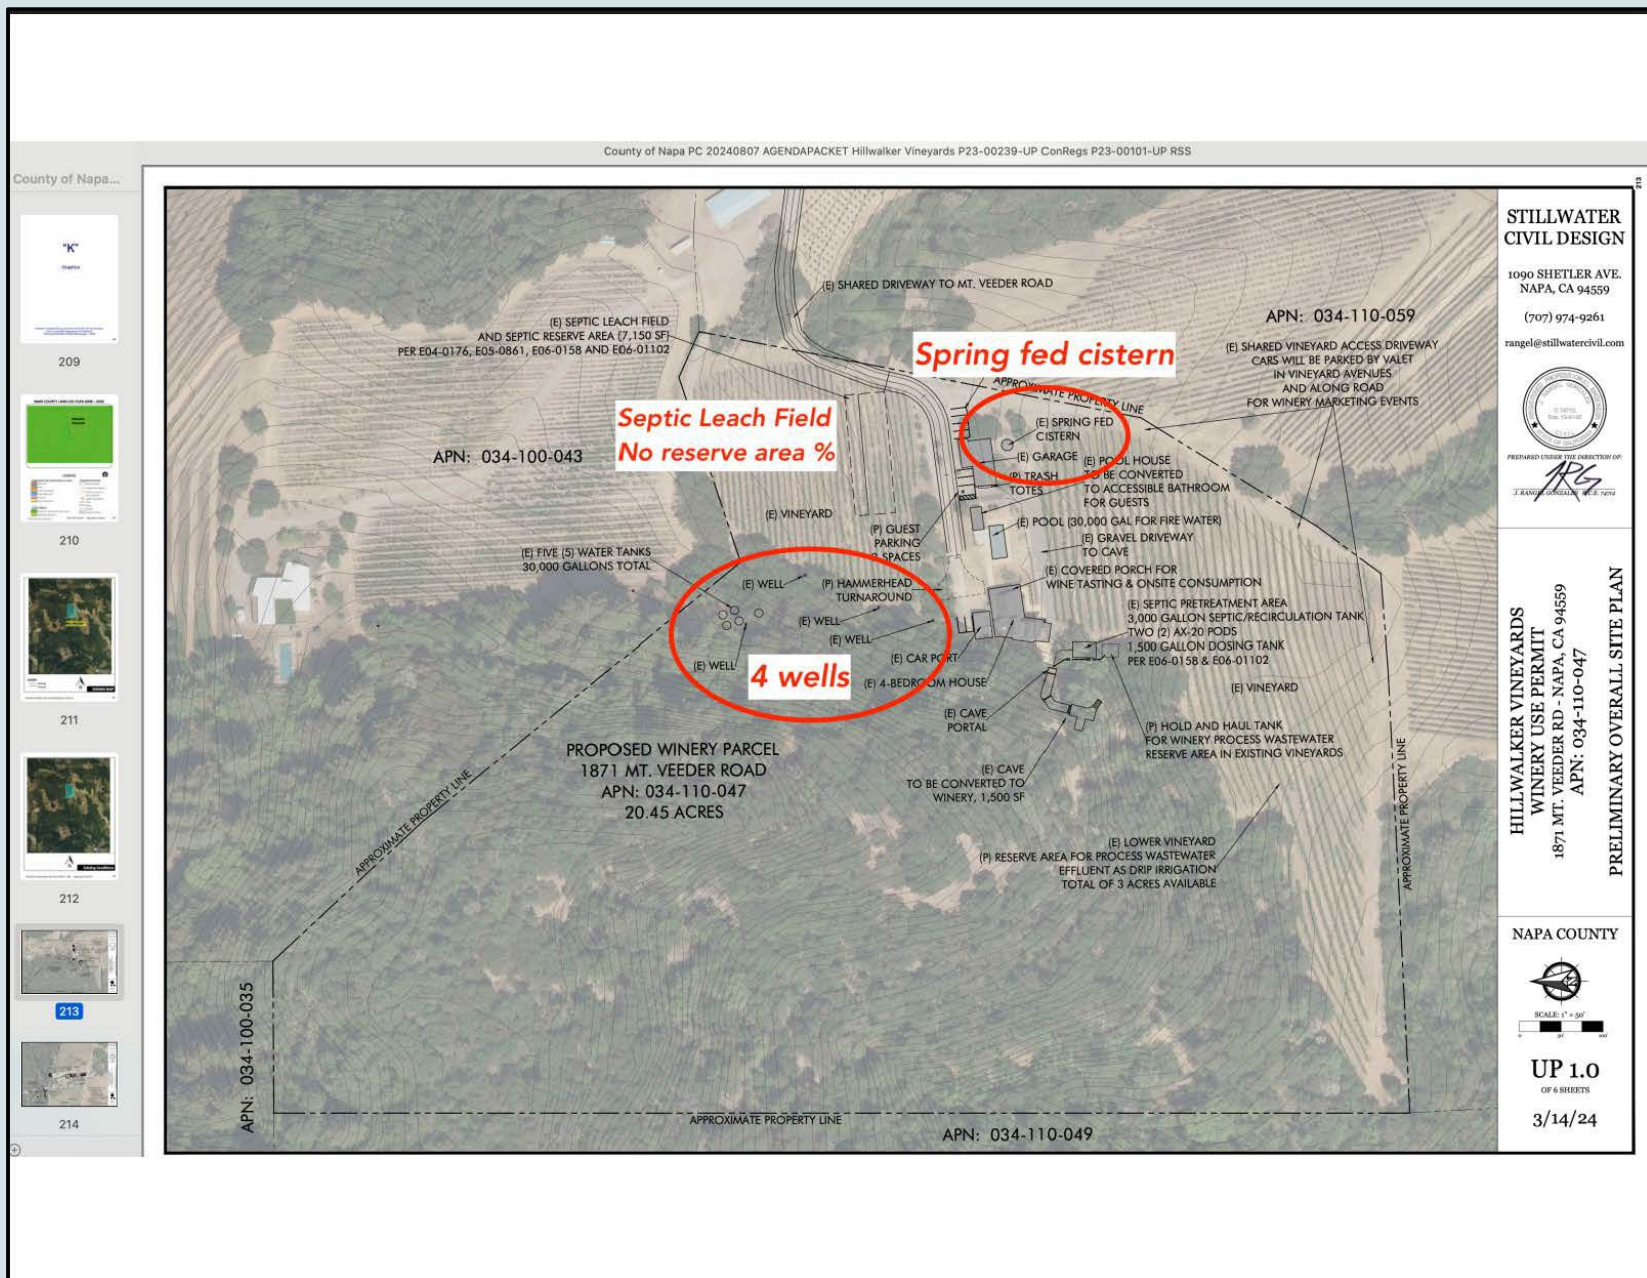 County of Napa PC 20240807 AGENDAPACKET Hillwalker Vineyards P23-00239-UP ConRegs P23-00101-UP RSS
County of Napa...
"K"
Graphics
209
210
211
212
213
214
213
(E) SHARED DRIVEWAY TO MT. VEEDER ROAD
(E) SEPTIC LEACH FIELD
AND SEPTIC RESERVE AREA (7,150 SF)
PER E04-0176, E05-0861, E06-0158 AND E06-01102
APN: 034-110-059
(E) SHARED VINEYARD ACCESS DRIVEWAY
CARS WILL BE PARKED BY VALET
IN VINEYARD AVENUES
AND ALONG ROAD
FOR WINERY MARKETING EVENTS
Spring fed cistern
APPROXIMATE PROPERTY LINE
Septic Leach Field
No reserve area %
(E) SPRING FED
CISTERN
APN: 034-100-043
(E) GARAGE
(P) TRASH
TOTES
(E) POOL HOUSE
TO BE CONVERTED
TO ACCESSIBLE BATHROOM
FOR GUESTS
(E) VINEYARD
(P) GUEST
PARKING
SPACES
(E) POOL (30,000 GAL FOR FIRE WATER)
(E) GRAVEL DRIVEWAY
TO CAVE
(E) FIVE (5) WATER TANKS
30,000 GALLONS TOTAL
(E) WELL
(P) HAMMERHEAD
TURNAROUND
(E) COVERED PORCH FOR
WINE TASTING & ONSITE CONSUMPTION
(E) WELL
(E) WELL
(E) WELL
4 wells
(E) CAR PORT
(E) 4-BEDROOM HOUSE
(E) SEPTIC PRETREATMENT AREA
3,000 GALLON SEPTIC/RECIRCULATION TANK
TWO (2) AX-20 PODS
1,500 GALLON DOSING TANK
PER E06-0158 & E06-01102
(E) VINEYARD
(E) CAVE
PORTAL
(P) HOLD AND HAUL TANK
FOR WINERY PROCESS WASTEWATER
RESERVE AREA IN EXISTING VINEYARDS
PROPOSED WINERY PARCEL
1871 MT. VEEDER ROAD
APN: 034-110-047
20.45 ACRES
(E) CAVE
TO BE CONVERTED TO
WINERY, 1,500 SF
APPROXIMATE PROPERTY LINE
APPROXIMATE PROPERTY LINE
(E) LOWER VINEYARD
(P) RESERVE AREA FOR PROCESS WASTEWATER
EFFLUENT AS DRIP IRRIGATION
TOTAL OF 3 ACRES AVAILABLE
APN: 034-100-035
APPROXIMATE PROPERTY LINE
APN: 034-110-049
STILLWATER
CIVIL DESIGN
1090 SHETLER AVE.
NAPA, CA 94559
(707) 974-9261
rangel@stillwatercivil.com
PREPARED UNDER THE DIRECTION OF:
HILLWALKER VINEYARDS
WINERY USE PERMIT
1871 MT. VEEDER RD - NAPA, CA 94559
APN: 034-110-047
PRELIMINARY OVERALL SITE PLAN
NAPA COUNTY
SCALE: 1" = 50'
UP 1.0
OF 6 SHEETS
3/14/24